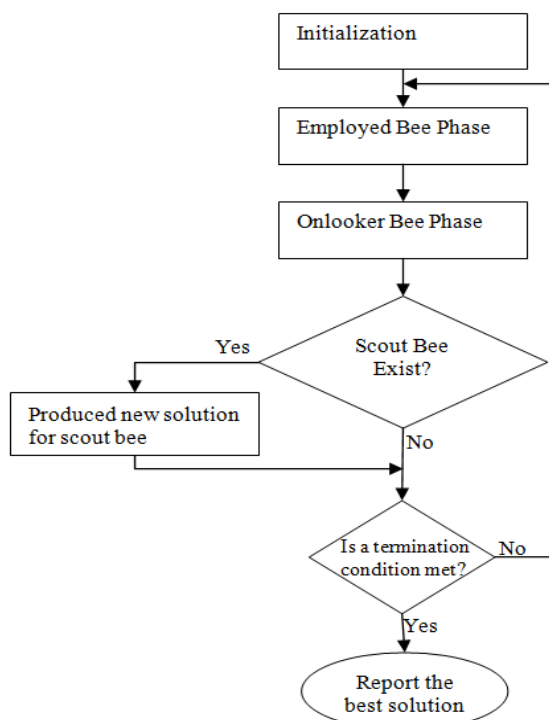 Initialization
Employed Bee Phase
Onlooker Bee Phase
Scout Bee
Exist?
Yes
Produced new solution
for scout bee
No
Is a termination
condition met?
No
Yes
Report the
best solution